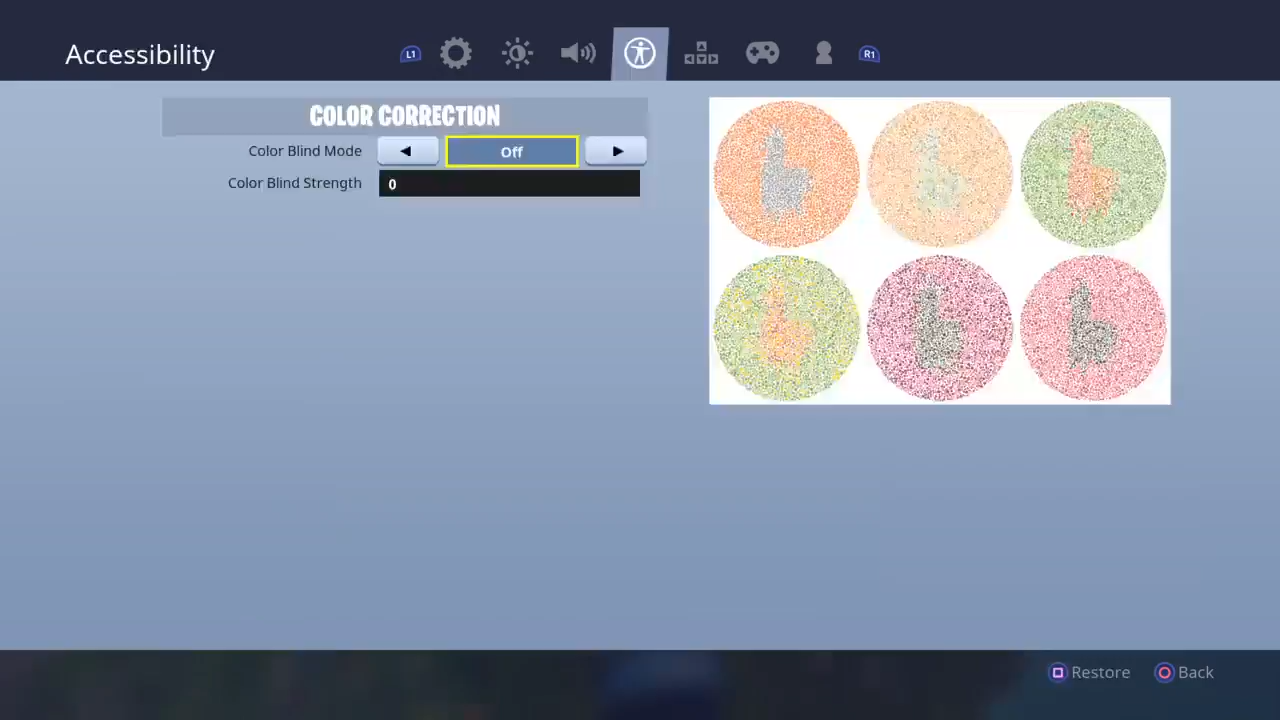 Accessibility
L1
R1
COLOR CORRECTION
Color Blind Mode
Off
Color Blind Strength
0
Restore
Back